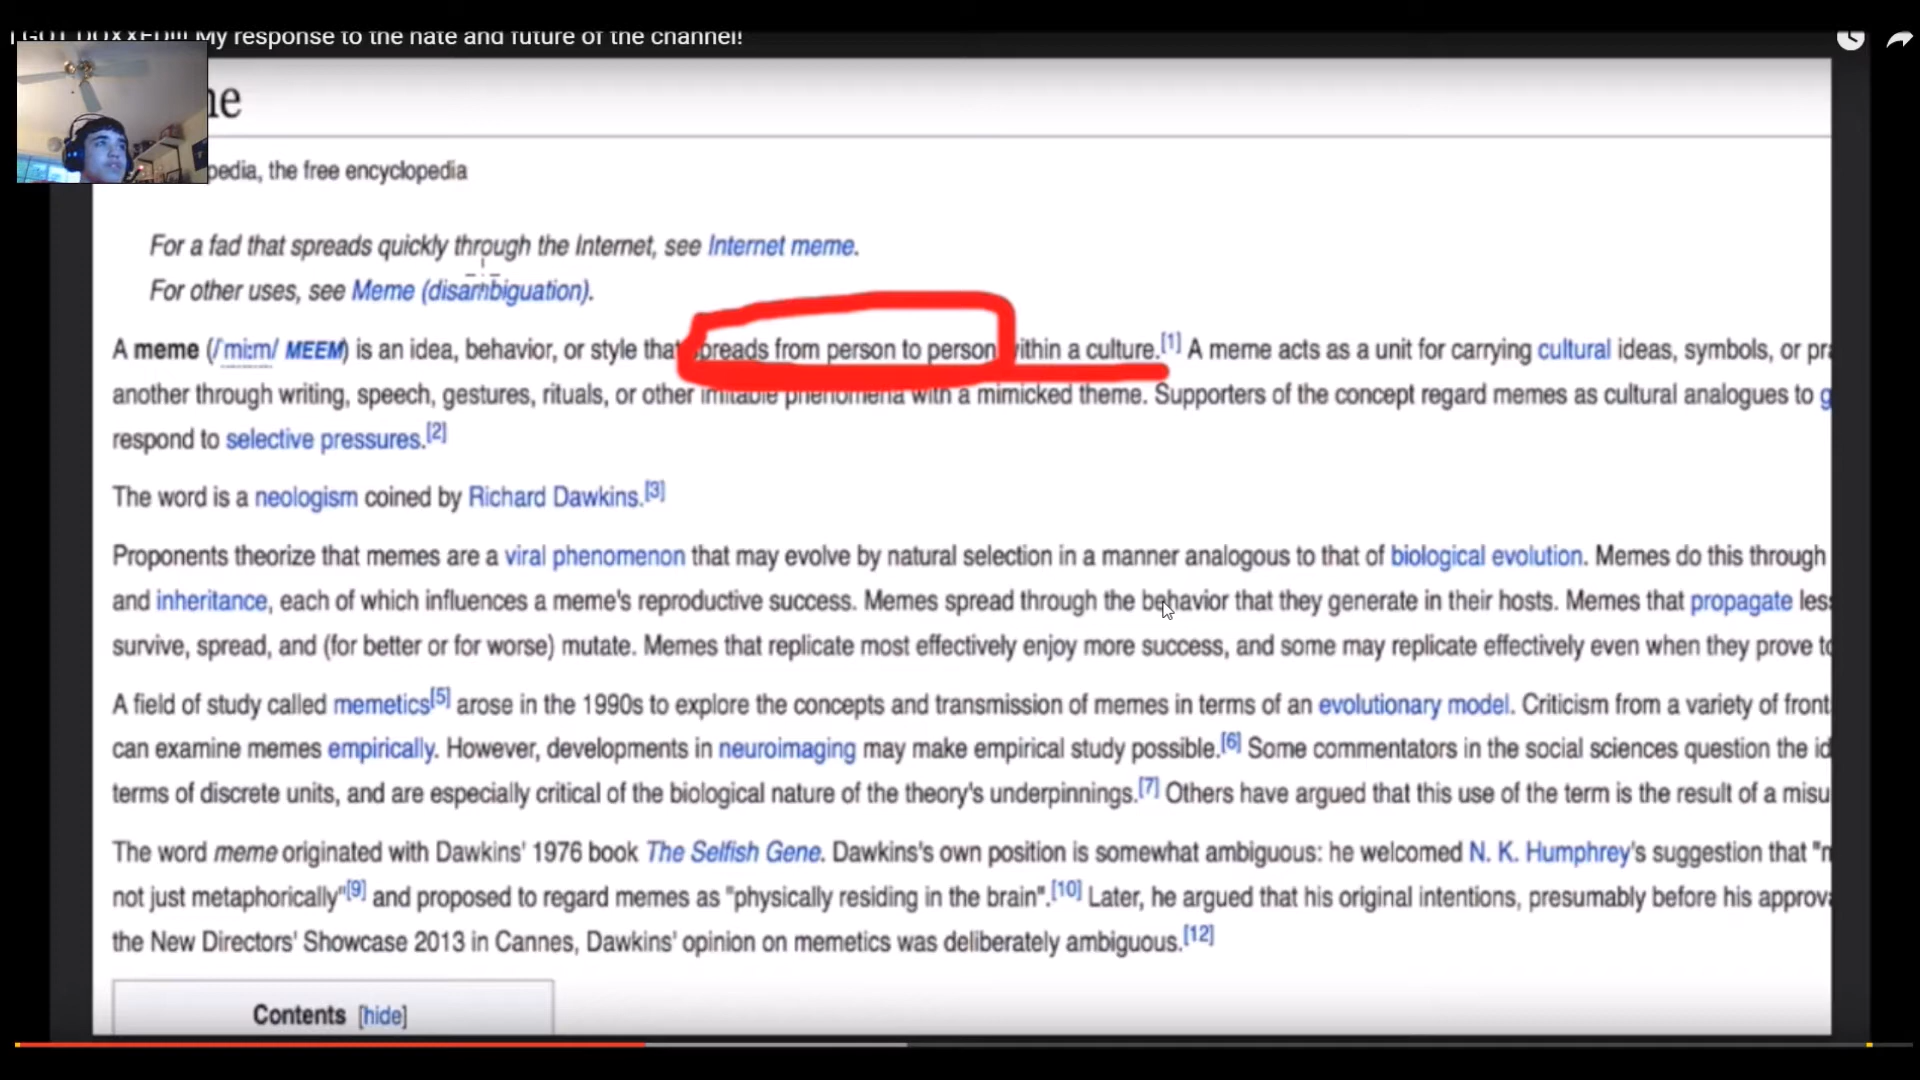 I GOT DOXXED!!! My response to the hate and future of the channel!
ne
pedia, the free encyclopedia
For a fad that spreads quickly through the Internet, see Internet meme.
For other uses, see Meme (disambiguation).
A meme (/ˈmiːm/ MEEM) is an idea, behavior, or style that spreads from person to person within a culture.[1] A meme acts as a unit for carrying cultural ideas, symbols, or pra
another through writing, speech, gestures, rituals, or other imitable phenomena with a mimicked theme. Supporters of the concept regard memes as cultural analogues to g
respond to selective pressures.[2]
The word is a neologism coined by Richard Dawkins.[3]
Proponents theorize that memes are a viral phenomenon that may evolve by natural selection in a manner analogous to that of biological evolution. Memes do this through
and inheritance, each of which influences a meme's reproductive success. Memes spread through the behavior that they generate in their hosts. Memes that propagate les
survive, spread, and (for better or for worse) mutate. Memes that replicate most effectively enjoy more success, and some may replicate effectively even when they prove to
A field of study called memetics[5] arose in the 1990s to explore the concepts and transmission of memes in terms of an evolutionary model. Criticism from a variety of front
can examine memes empirically. However, developments in neuroimaging may make empirical study possible.[6] Some commentators in the social sciences question the id
terms of discrete units, and are especially critical of the biological nature of the theory's underpinnings.[7] Others have argued that this use of the term is the result of a misu
The word meme originated with Dawkins' 1976 book The Selfish Gene. Dawkins's own position is somewhat ambiguous: he welcomed N. K. Humphrey's suggestion that "m
not just metaphorically"[9] and proposed to regard memes as "physically residing in the brain".[10] Later, he argued that his original intentions, presumably before his approva
the New Directors' Showcase 2013 in Cannes, Dawkins' opinion on memetics was deliberately ambiguous.[12]
Contents [hide]